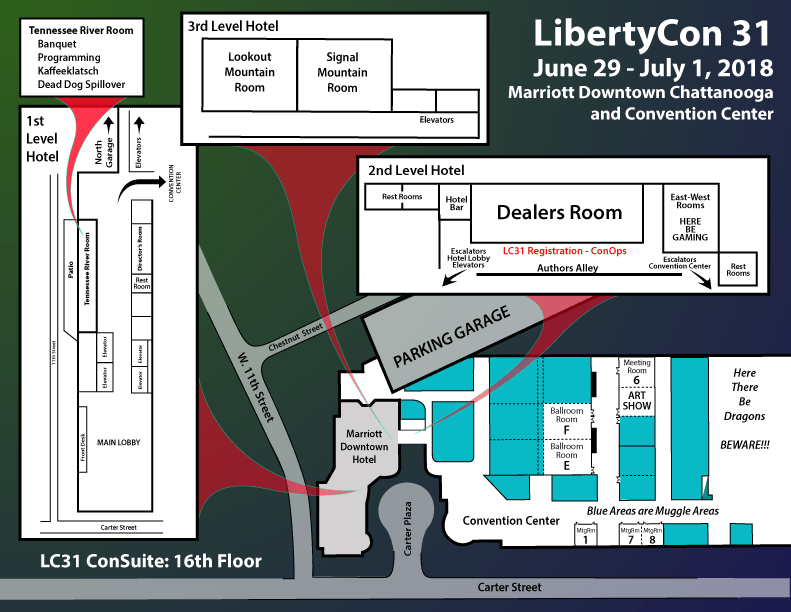 LibertyCon 31
June 29 - July 1, 2018
Marriott Downtown Chattanooga
and Convention Center
Tennessee River Room
Banquet
Programming
Kaffeeklatsch
Dead Dog Spillover
3rd Level Hotel
Lookout
Mountain
Room
Signal
Mountain
Room
Elevators
1st
Level
Hotel
North
Garage
Elevators
CONVENTION
CENTER
Patio
Tennessee River Room
Director's Room
Rest
Room
11th Street
Elevator
Elevator
Elevator
Elevator
Front Desk
MAIN LOBBY
Carter Street
2nd Level Hotel
Rest Rooms
Hotel
Bar
Dealers Room
East-West
Rooms
HERE
BE
GAMING
LC31 Registration - ConOps
Escalators
Hotel Lobby
Elevators
Authors Alley
Escalators
Convention Center
Rest
Rooms
Chestnut Street
W. 11th Street
PARKING GARAGE
Marriott
Downtown
Hotel
Carter Plaza
Meeting
Room
6
ART
SHOW
Ballroom
Room
F
Ballroom
Room
E
Here
There
Be
Dragons
BEWARE!!!
Blue Areas are Muggle Areas
Convention Center
MtgRm
1
MtgRm
7
MtgRm
8
LC31 ConSuite: 16th Floor
Carter Street